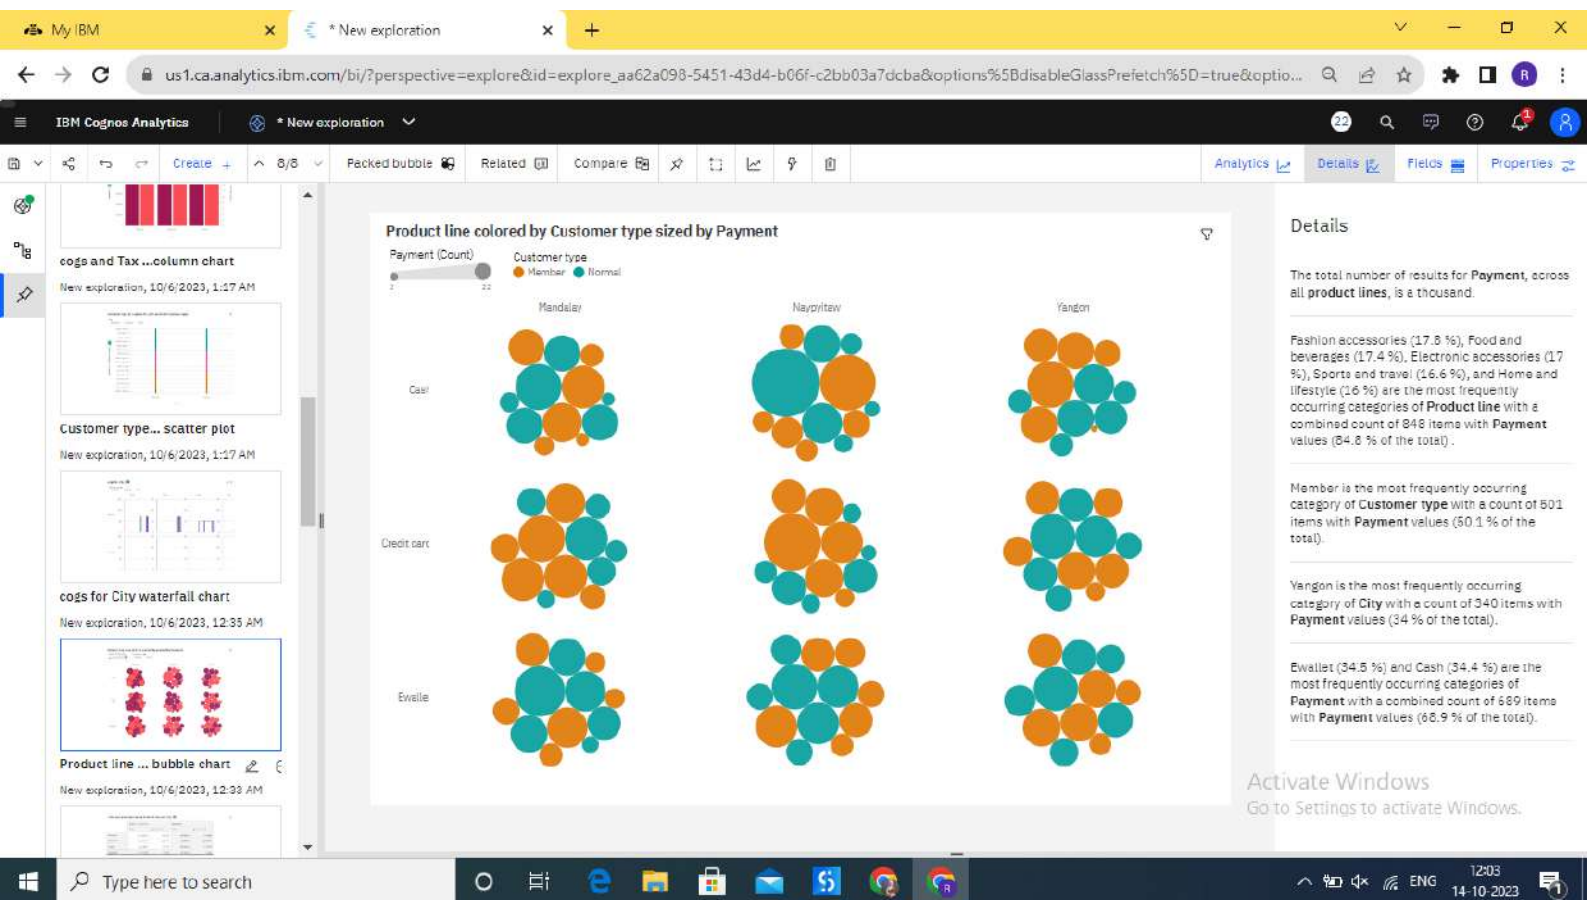 My IBM
* New exploration
us1.ca.analytics.ibm.com/bi/?perspective=explore&id=explore_aa62a098-5451-43d4-b06f-c2bb03a7dcba&options%5BdisableGlassPrefetch%5D=true&optio...
R
IBM Cognos Analytics
* New exploration
22
1
Create
8/8
Packed bubble
Related
Compare
Analytics
Details
Fields
Properties
cogs and Tax ...column chart
New exploration, 10/6/2023, 1:17 AM
Customer type... scatter plot
New exploration, 10/6/2023, 1:17 AM
cogs for City waterfall chart
New exploration, 10/6/2023, 12:35 AM
Product line ... bubble chart
New exploration, 10/6/2023, 12:33 AM
Product line colored by Customer type sized by Payment
Payment (Count)
2
22
Customer type
Member
Normal
Mandalay
Naypyitaw
Yangon
Cash
Credit card
Ewalle
Details
The total number of results for Payment, across
all product lines, is a thousand.
Fashion accessories (17.8 %), Food and
beverages (17.4 %), Electronic accessories (17
%), Sports and travel (16.6 %), and Home and
lifestyle (16 %) are the most frequently
occurring categories of Product line with a
combined count of 848 items with Payment
values (84.8 % of the total) .
Member is the most frequently occurring
category of Customer type with a count of 501
items with Payment values (50.1 % of the
total).
Yangon is the most frequently occurring
category of City with a count of 340 items with
Payment values (34 % of the total).
Ewallet (34.5 %) and Cash (34.4 %) are the
most frequently occurring categories of
Payment with a combined count of 689 items
with Payment values (68.9 % of the total).
Activate Windows
Go to Settings to activate Windows.
Type here to search
ENG
12:03
14-10-2023
1